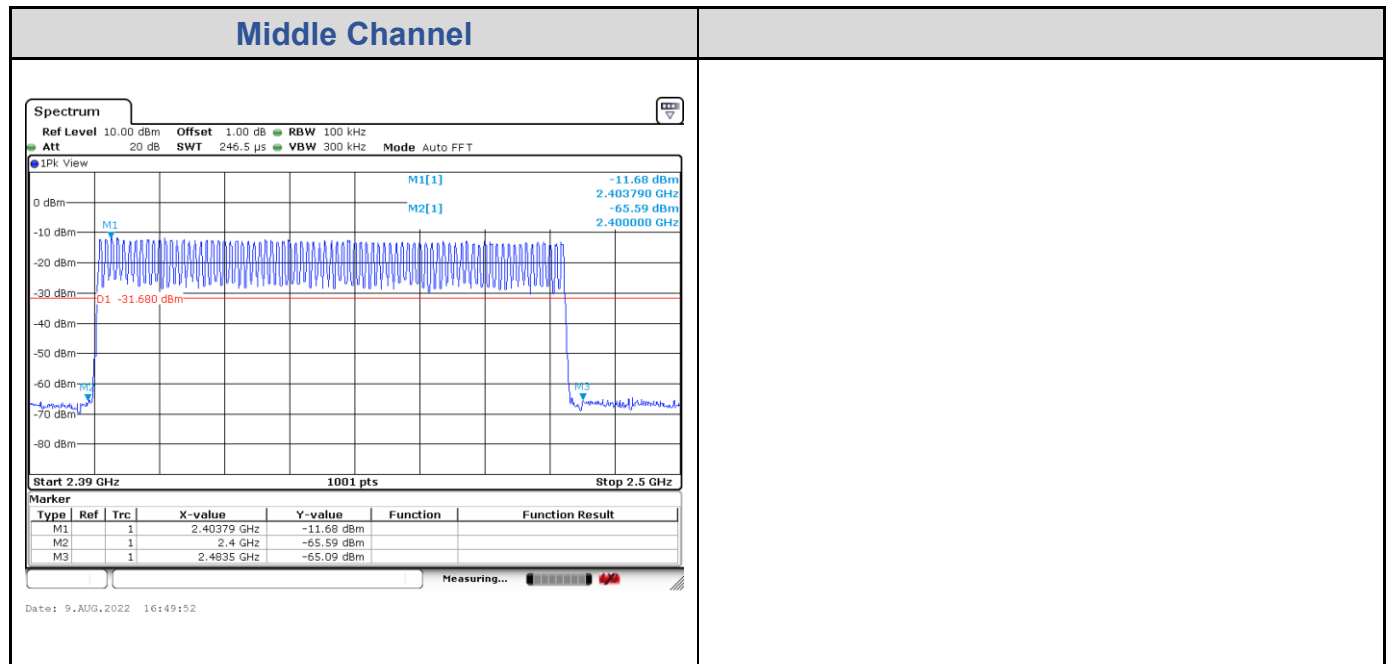 Middle Channel
Spectrum
Ref Level 10.00 dBm Offset 1.00 dB RBW 100 kHz
Att 20 dB SWT 246.5 µs VBW 300 kHz Mode Auto FFT
1Pk View
M1[1] -11.68 dBm
2.403790 GHz
0 dBm
M2[1] -65.59 dBm
2.400000 GHz
M1
-10 dBm
-20 dBm
-30 dBm
D1 -31.680 dBm
-40 dBm
-50 dBm
-60 dBm
M2
M3
-70 dBm
-80 dBm
Start 2.39 GHz 1001 pts Stop 2.5 GHz
Marker
Type Ref Trc X-value Y-value Function Function Result
M1 1 2.40379 GHz -11.68 dBm
M2 1 2.4 GHz -65.59 dBm
M3 1 2.4835 GHz -65.09 dBm
Measuring...
Date: 9.AUG.2022 16:49:52